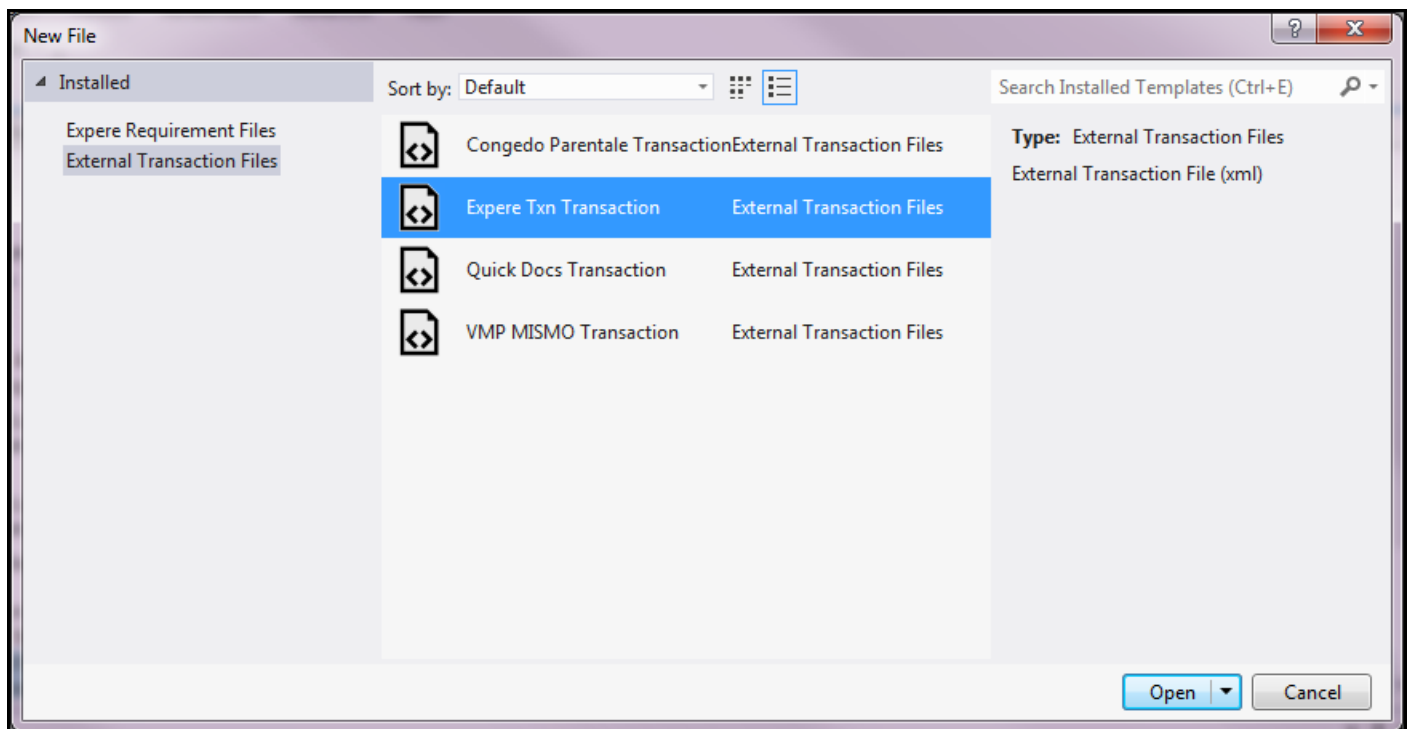 New File
Installed
Expere Requirement Files
External Transaction Files
Sort by: Default
Congedo Parentale Transaction External Transaction Files
Expere Txn Transaction External Transaction Files
Quick Docs Transaction External Transaction Files
VMP MISMO Transaction External Transaction Files
Search Installed Templates (Ctrl+E)
Type: External Transaction Files
External Transaction File (xml)
Open
Cancel